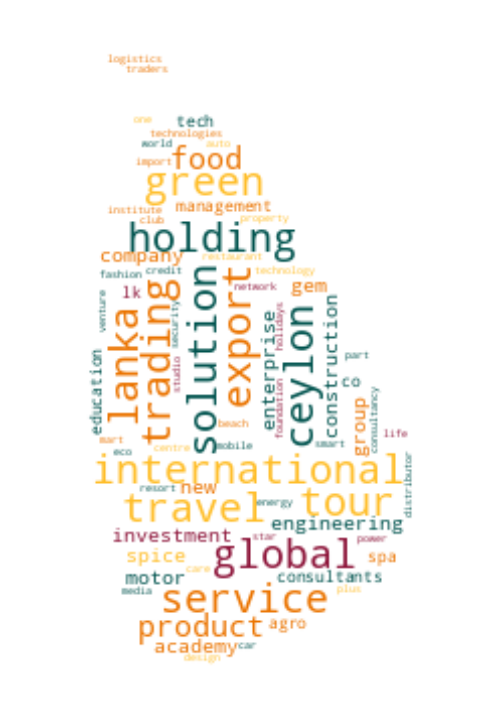 logistics
traders
one
tech
technologies
world
auto
import
food
green
institute
management
club
property
holding
company
restaurant
fashion
credit
technology
lk
network
gem
venture
lanka
trading
security
studio
solution
export
enterprise
holidays
foundation
ceylon
construction
part
education
co
group
consultancy
beach
life
mart
eco
centre
mobile
smart
international
distributor
resort
new
travel
energy
tour
engineering
investment
star
power
global
spice
spa
care
motor
consultants
media
plus
service
product
agro
academy
car
design